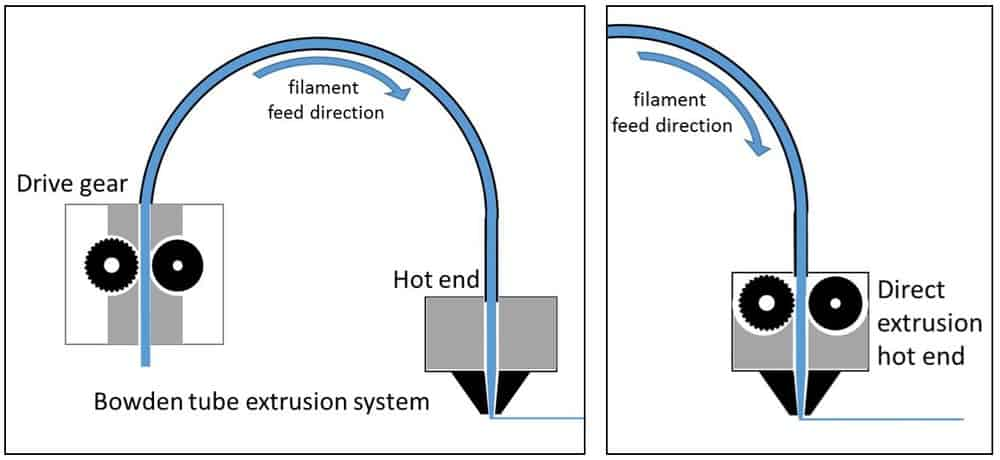 filament
feed direction
Drive gear
Hot end
Bowden tube extrusion system
filament
feed direction
Direct
extrusion
hot end